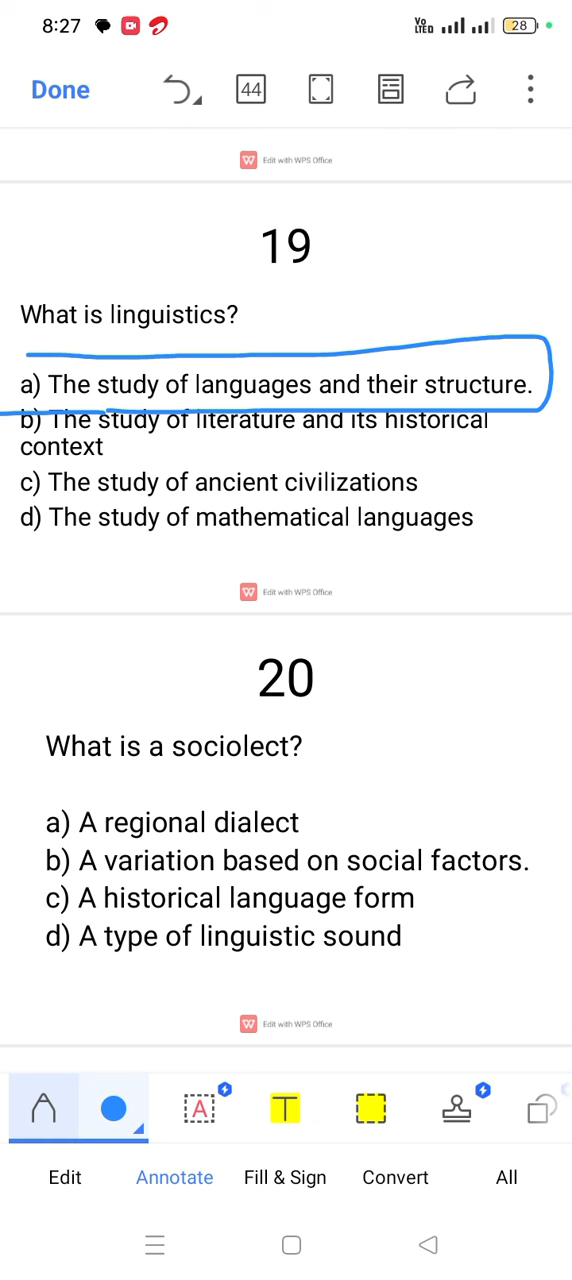 8:27
Vo
LTED
28
Done
44
Edit with WPS Office
19
What is linguistics?
a) The study of languages and their structure.
b) The study of literature and its historical
context
c) The study of ancient civilizations
d) The study of mathematical languages
Edit with WPS Office
20
What is a sociolect?
a) A regional dialect
b) A variation based on social factors.
c) A historical language form
d) A type of linguistic sound
Edit with WPS Office
A
T
Edit
Annotate
Fill & Sign
Convert
All